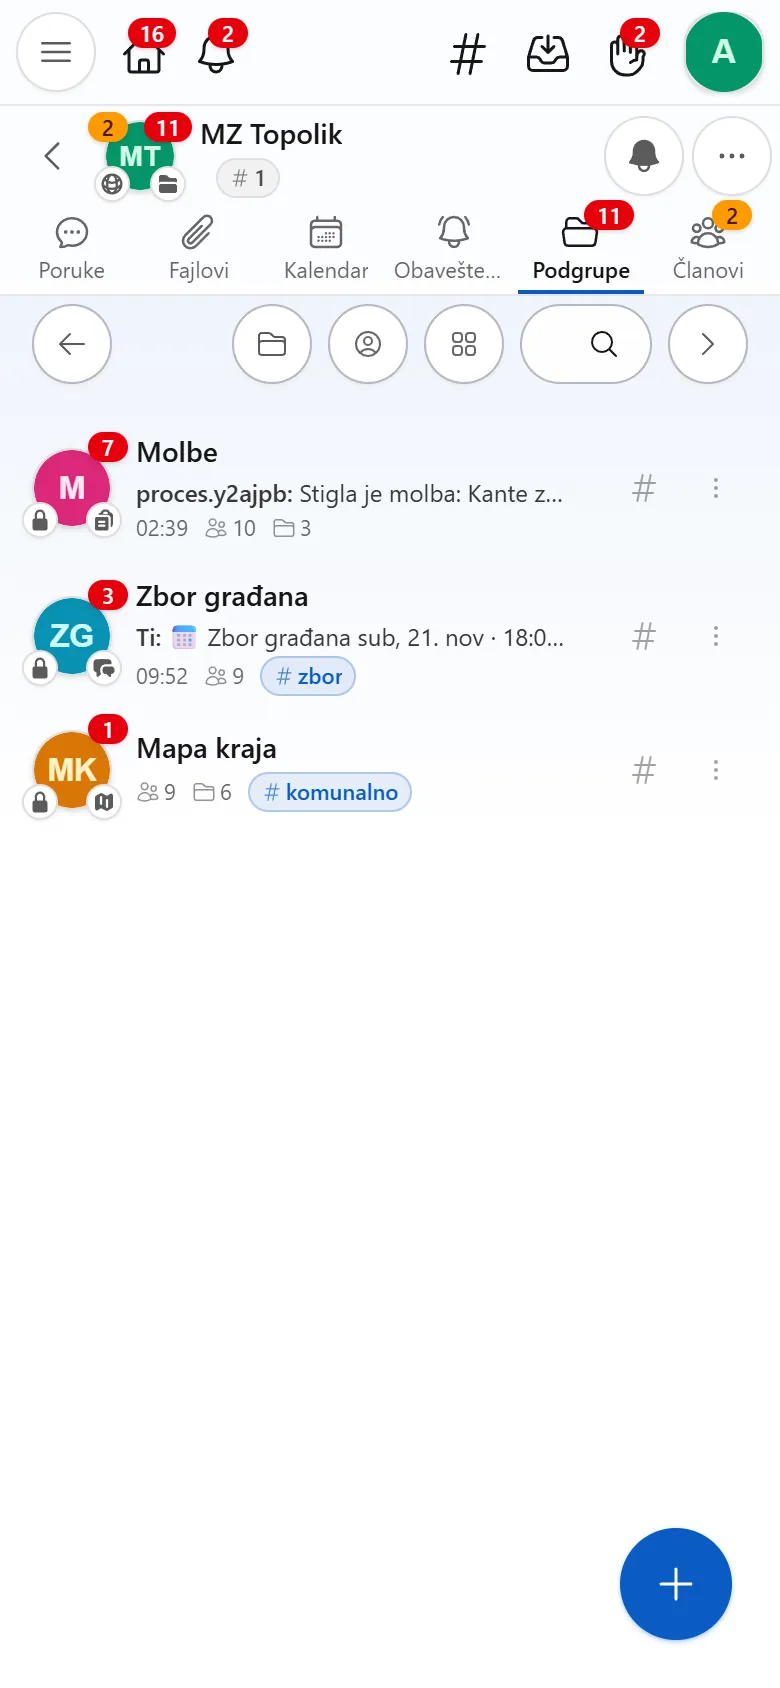 16
2
2
A
2
11
MT
MZ Topolik
# 1
Poruke
Fajlovi
Kalendar
Obavešte...
11
Podgrupe
2
Članovi
7
M
Molbe
proces.y2ajpb: Stigla je molba: Kante z...
02:39 10 3
3
ZG
Zbor građana
Ti: Zbor građana sub, 21. nov · 18:0...
09:52 9 # zbor
1
MK
Mapa kraja
9 6 # komunalno